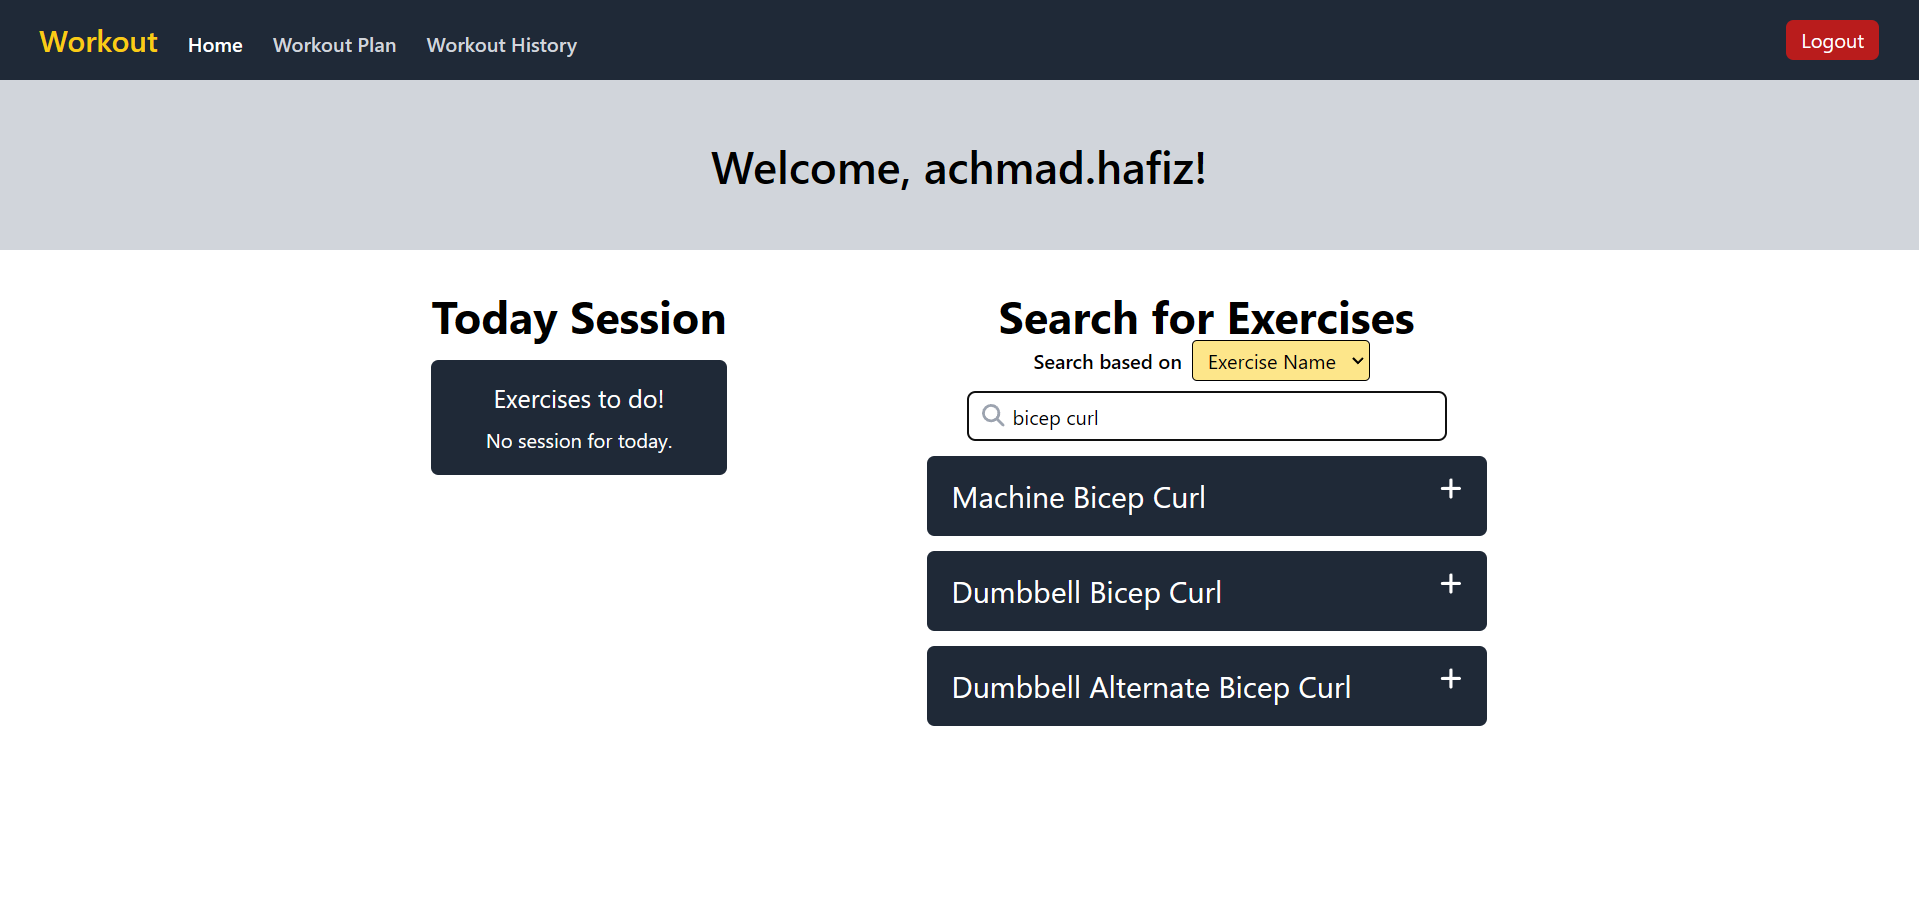 Workout
Home
Workout Plan
Workout History
Logout
Welcome, achmad.hafiz!
Today Session
Exercises to do!
No session for today.
Search for Exercises
Search based on
Exercise Name
bicep curl
Machine Bicep Curl
Dumbbell Bicep Curl
Dumbbell Alternate Bicep Curl